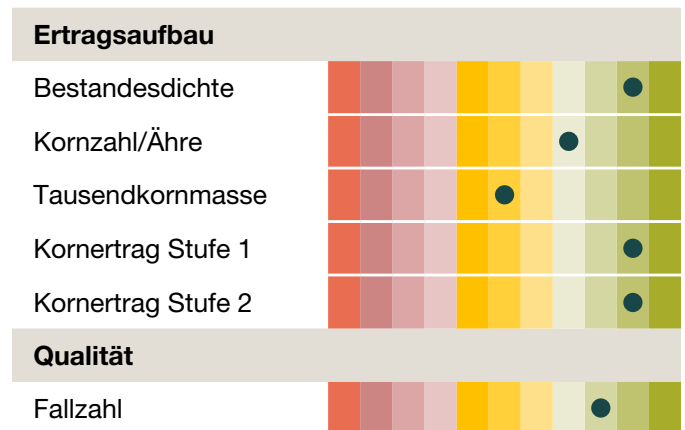 Ertragsaufbau
Bestandesdichte
Kornzahl/Ähre
Tausendkornmasse
Kornertrag Stufe 1
Kornertrag Stufe 2
Qualität
Fallzahl